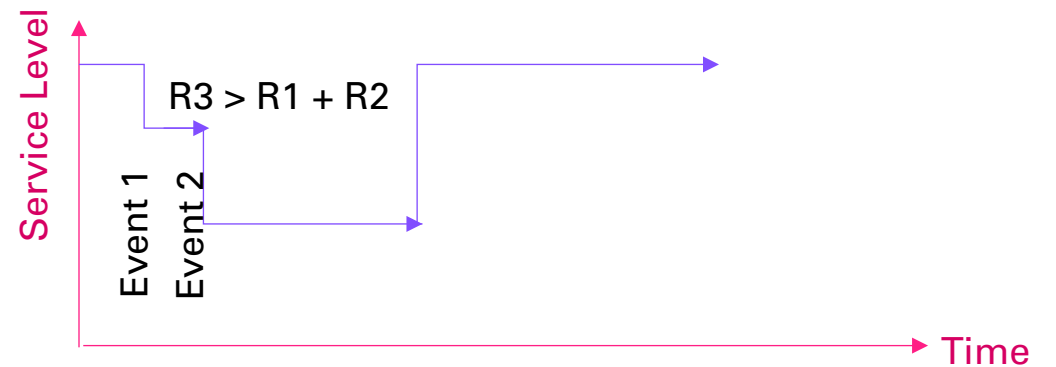 Service Level
R3 > R1 + R2
Event 1
Event 2
Time